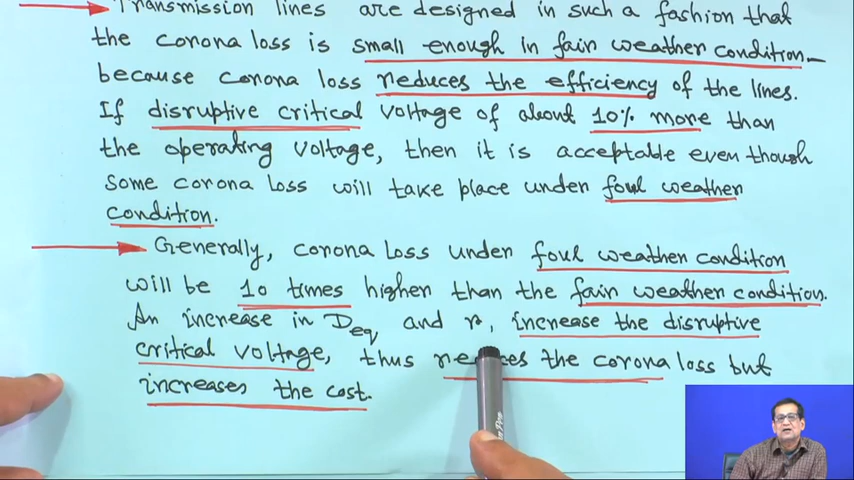 Transmission lines are designed in such a fashion that
the corona loss is small enough in fair weather condition
because corona loss reduces the efficiency of the lines.
If disruptive critical voltage of about 10% more than
the operating voltage, then it is acceptable even though
some corona loss will take place under foul weather
condition.
Generally, corona loss under foul weather condition
will be 10 times higher than the fair weather condition.
An increase in Deq and r, increase the disruptive
critical voltage, thus reduces the corona loss but
increases the cost.